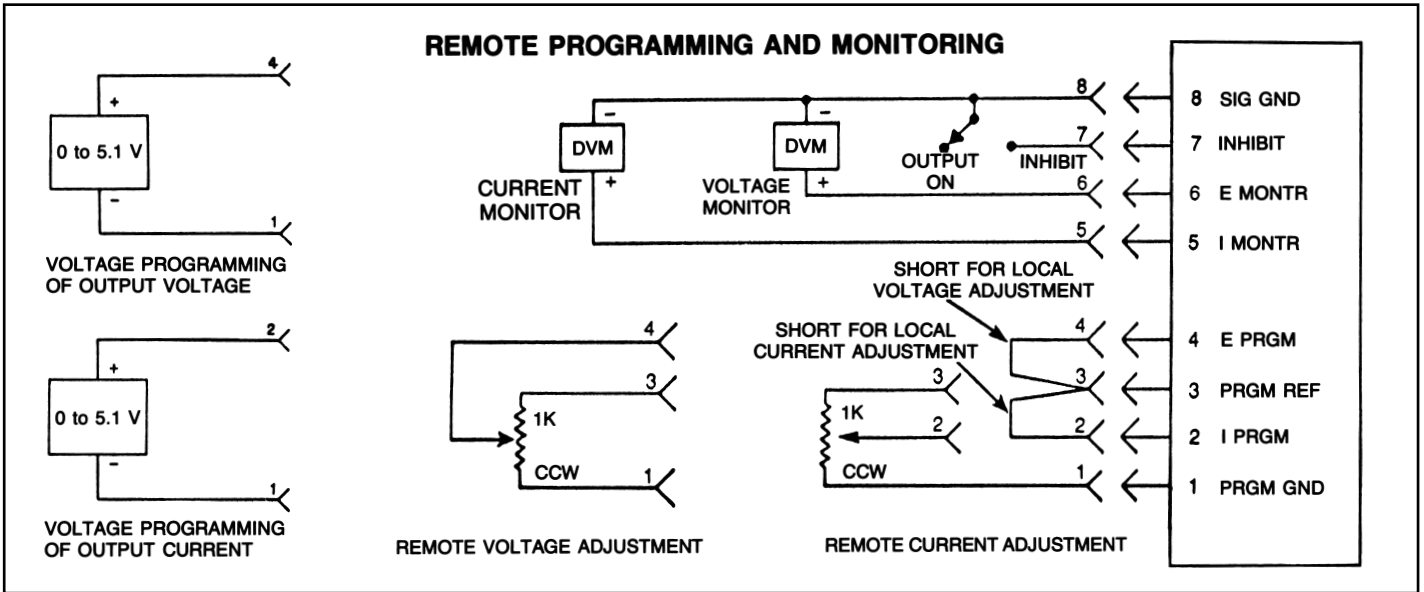 REMOTE PROGRAMMING AND MONITORING
4
+
0 to 5.1 V
-
1
VOLTAGE PROGRAMMING
OF OUTPUT VOLTAGE
2
+
0 to 5.1 V
-
1
VOLTAGE PROGRAMMING
OF OUTPUT CURRENT
-
DVM
+
CURRENT
MONITOR
-
DVM
+
VOLTAGE
MONITOR
OUTPUT
ON
INHIBIT
8
7
6
5
SHORT FOR LOCAL
VOLTAGE ADJUSTMENT
SHORT FOR LOCAL
CURRENT ADJUSTMENT
4
3
2
1
4
3
1K
CCW
1
REMOTE VOLTAGE ADJUSTMENT
3
1K
2
CCW
REMOTE CURRENT ADJUSTMENT
8 SIG GND
7 INHIBIT
6 E MONTR
5 I MONTR
4 E PRGM
3 PRGM REF
2 I PRGM
1 PRGM GND